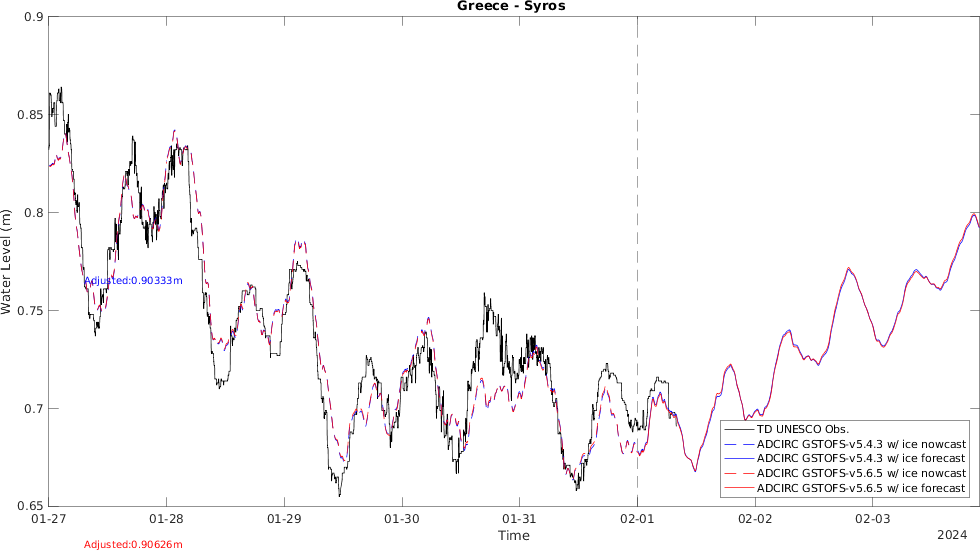 Greece - Syros
0.9
0.85
0.8
0.75
0.7
0.65
Water Level (m)
Adjusted:0.90333m
TD UNESCO Obs.
ADCIRC GSTOFS-v5.4.3 w/ ice nowcast
ADCIRC GSTOFS-v5.4.3 w/ ice forecast
ADCIRC GSTOFS-v5.6.5 w/ ice nowcast
ADCIRC GSTOFS-v5.6.5 w/ ice forecast
01-27 01-28 01-29 01-30 01-31 02-01 02-02 02-03
Time
2024
Adjusted:0.90626m